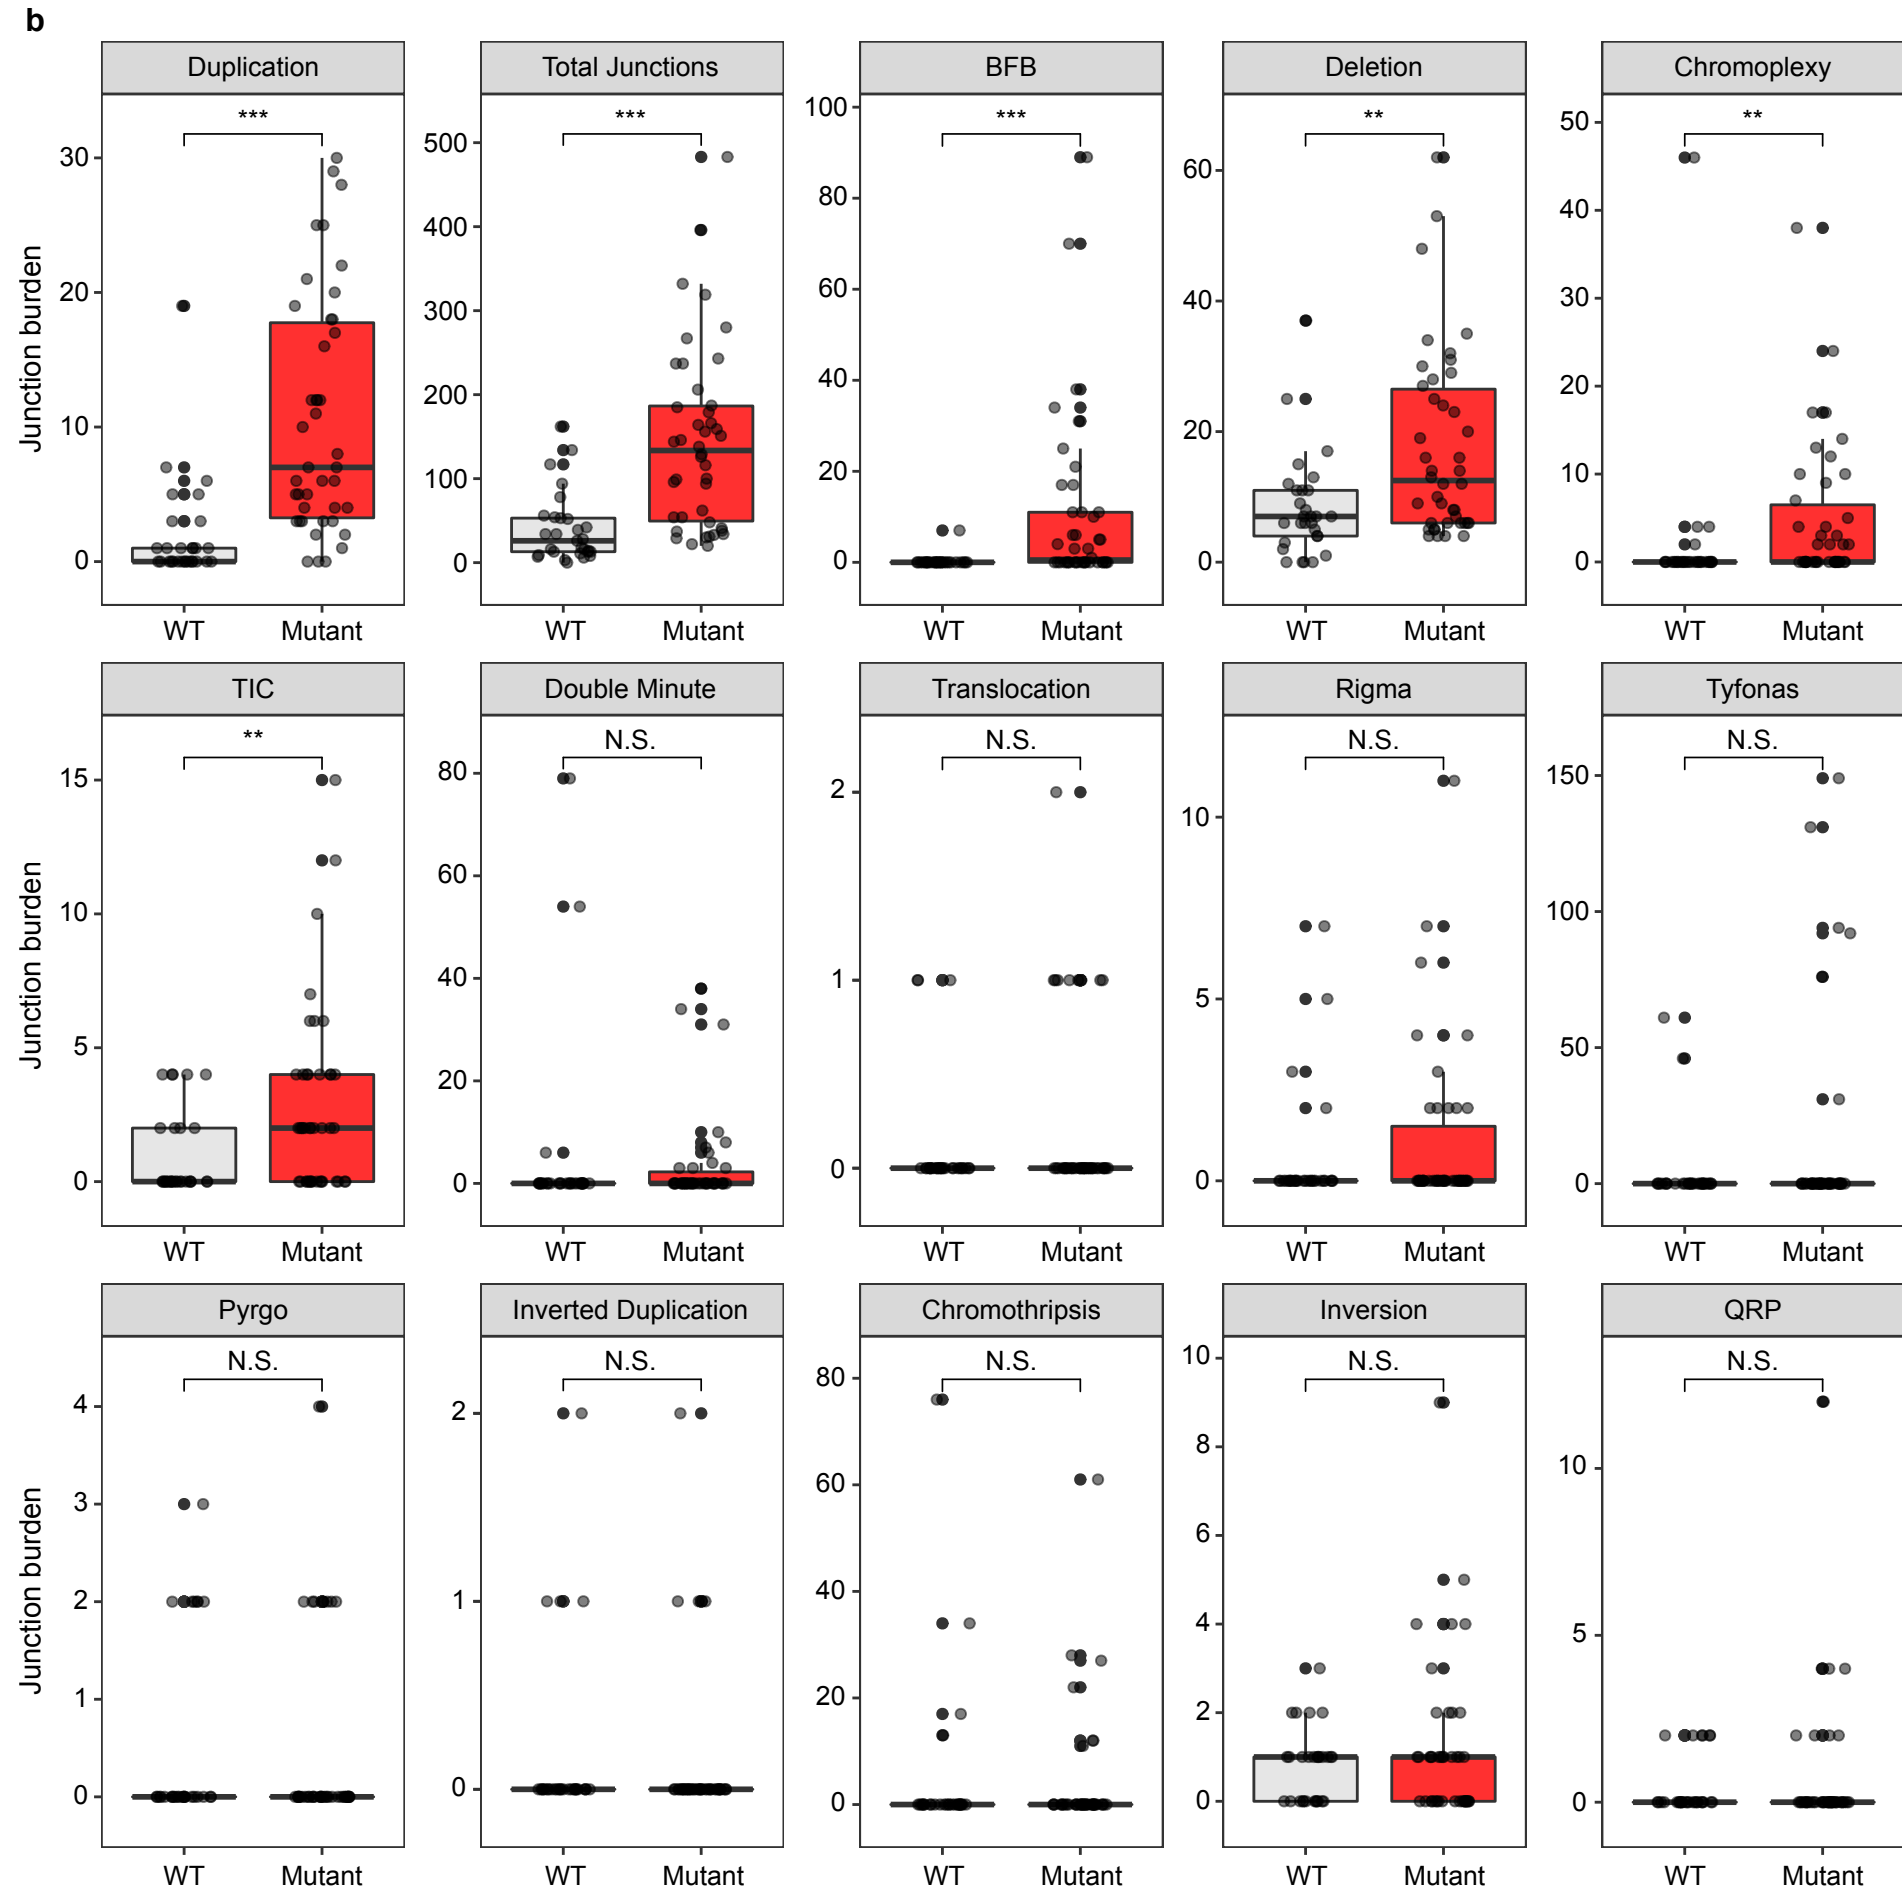 b
Duplication
Total Junctions
BFB
Deletion
Chromoplexy
Junction burden
30
20
10
0
***
WT
Mutant
500
400
300
200
100
0
***
WT
Mutant
100
80
60
40
20
0
***
WT
Mutant
60
40
20
0
**
WT
Mutant
50
40
30
20
10
0
**
WT
Mutant
TIC
Double Minute
Translocation
Rigma
Tyfonas
Junction burden
15
10
5
0
**
WT
Mutant
80
60
40
20
0
N.S.
WT
Mutant
2
1
0
N.S.
WT
Mutant
10
5
0
N.S.
WT
Mutant
150
100
50
0
N.S.
WT
Mutant
Pyrgo
Inverted Duplication
Chromothripsis
Inversion
QRP
Junction burden
4
3
2
1
0
N.S.
WT
Mutant
2
1
0
N.S.
WT
Mutant
80
60
40
20
0
N.S.
WT
Mutant
10
8
6
4
2
0
N.S.
WT
Mutant
10
5
0
N.S.
WT
Mutant